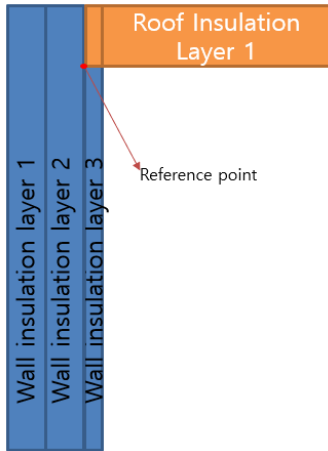 Roof Insulation
Layer 1
Reference point
Wall insulation layer 1
Wall insulation layer 2
Wall insulation layer 3